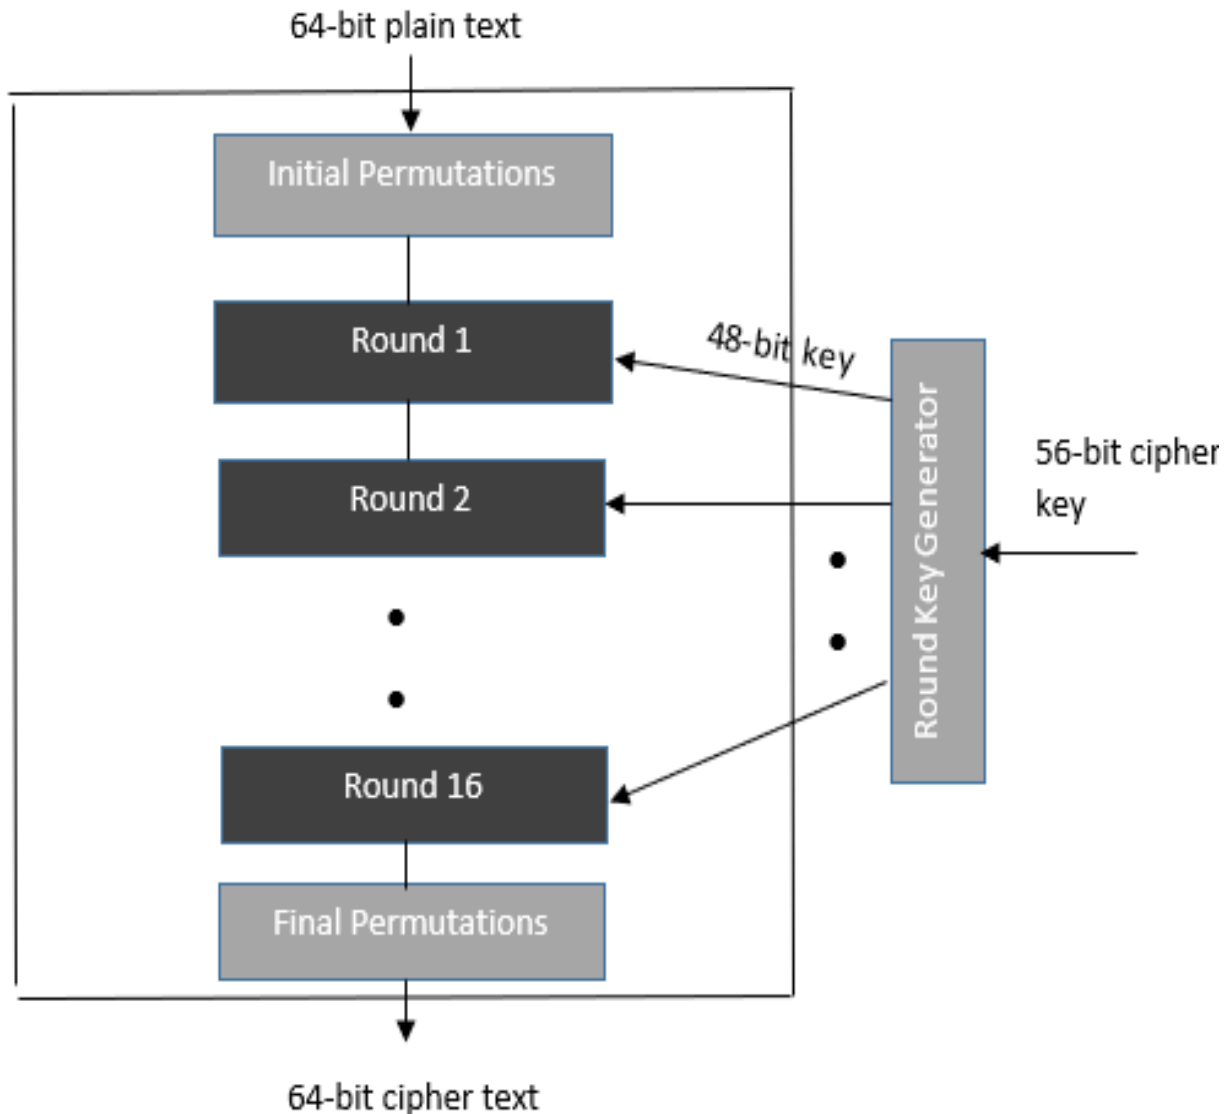 64-bit plain text
Initial Permutations
Round 1
48-bit key
Round 2
Round Key Generator
56-bit cipher
key
Round 16
Final Permutations
64-bit cipher text